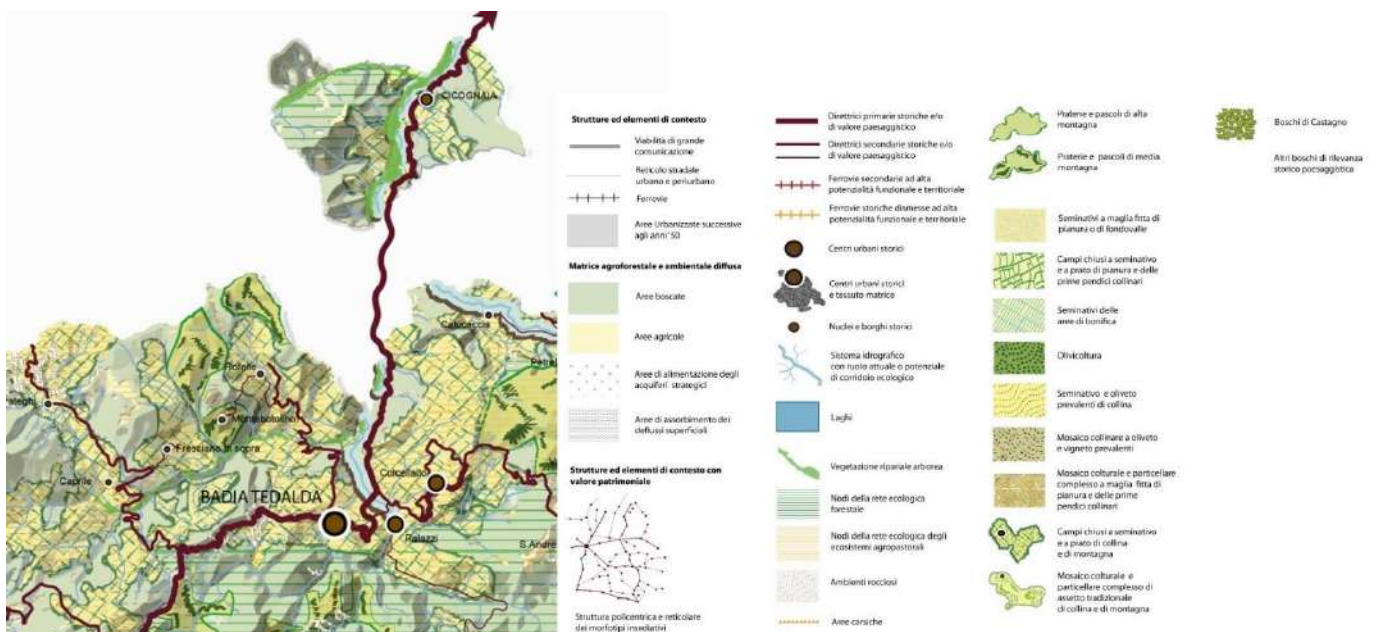 CICOGNAIA
Catucaccia
Rofelle
Montebotolino
Fresciano di sopra
Caprile
Corcellado
BADIA TEDALDA
Palazzi
S.Andre
Strutture ed elementi di contesto
Viabilità di grande
comunicazione
Reticolo stradale
urbano e periurbano
Ferrovie
Aree Urbanizzate successive
agli anni '50
Matrice agroforestale e ambientale diffusa
Aree boscate
Aree agricole
Aree di alimentazione degli
acquiferi strategici
Aree di assorbimento dei
deflussi superficiali
Strutture ed elementi di contesto con
valore patrimoniale
Struttura policentrica e reticolare
dei morfotipi insediativi
Direttrici primarie storiche e/o
di valore paesaggistico
Direttrici secondarie storiche e/o
di valore paesaggistico
Ferrovie secondarie ad alta
potenzialità funzionale e territoriale
Ferrovie storiche dismesse ad alta
potenzialità funzionale e territoriale
Centri urbani storici
Centri urbani storici
e tessuto matrice
Nuclei e borghi storici
Sistema idrografico
con ruolo attuale o potenziale
di corridoio ecologico
Laghi
Vegetazione ripariale arborea
Nodi della rete ecologica
forestale
Nodi della rete ecologica degli
ecosistemi agropastorali
Ambienti rocciosi
Aree carsiche
Praterie e pascoli di alta
montagna
Praterie e pascoli di media
montagna
Seminativi a maglia fitta di
pianura o di fondovalle
Campi chiusi a seminativo
e a prato di pianura e delle
prime pendici collinari
Seminativi delle
aree di bonifica
Olivicoltura
Seminativo e oliveto
prevalenti di collina
Mosaico collinare a oliveto
e vigneto prevalenti
Mosaico colturale e particellare
complesso a maglia fitta di
pianura e delle prime
pendici collinari
Campi chiusi a seminativo
e a prato di collina
e di montagna
Mosaico colturale e
particellare complesso di
assetto tradizionale
di collina e di montagna
Boschi di Castagno
Altri boschi di rilevanza
storico paesaggistica